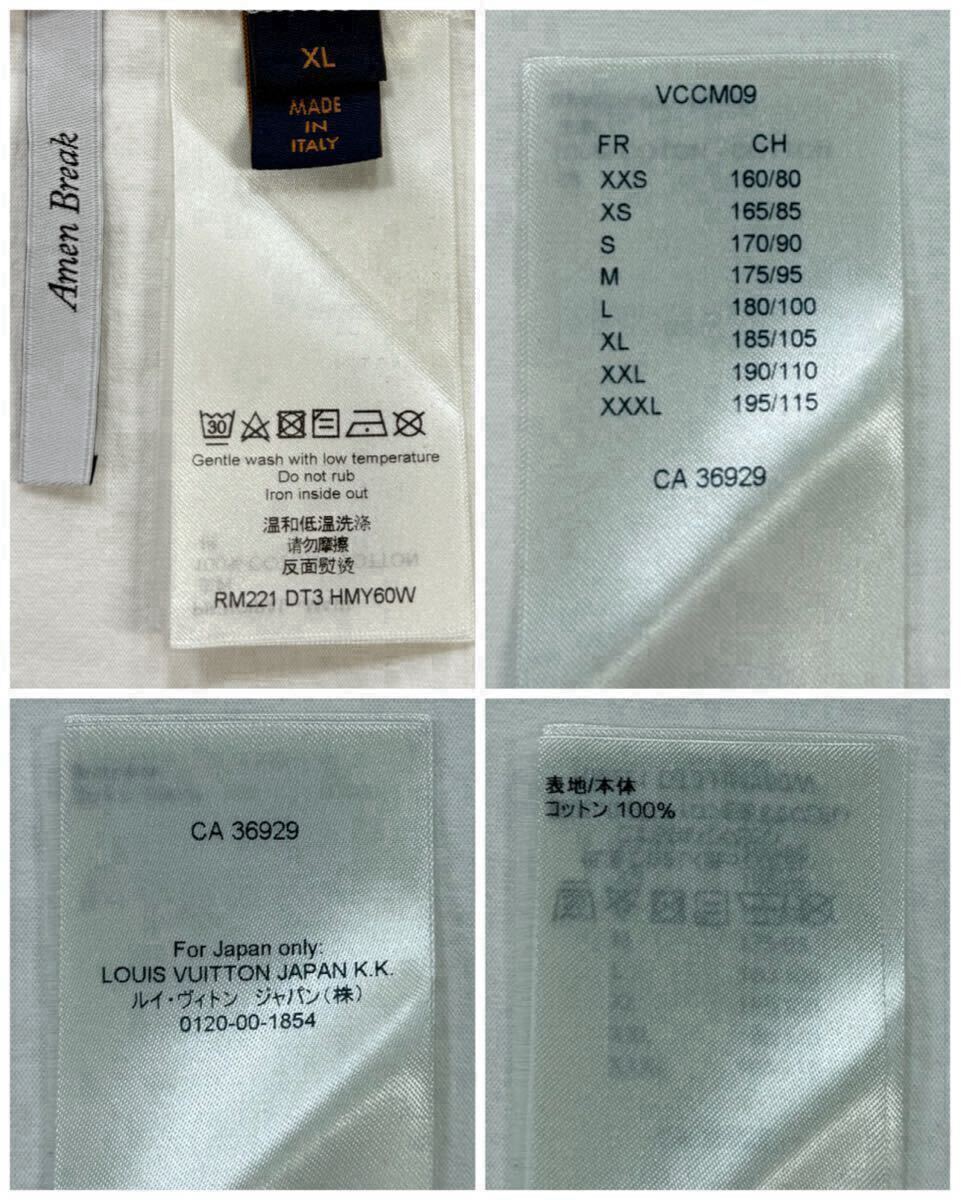 Amen Break
XL
MADE
IN
ITALY
30
Gentle wash with low temperature
Do not rub
Iron inside out
温和低温洗涤
请勿摩擦
反面熨烫
RM221 DT3 HMY60W
VCCM09
FR CH
XXS 160/80
XS 165/85
S 170/90
M 175/95
L 180/100
XL 185/105
XXL 190/110
XXXL 195/115
CA 36929
CA 36929
For Japan only:
LOUIS VUITTON JAPAN K.K.
ルイ・ヴィトン ジャパン(株)
0120-00-1854
表地/本体
コットン 100%